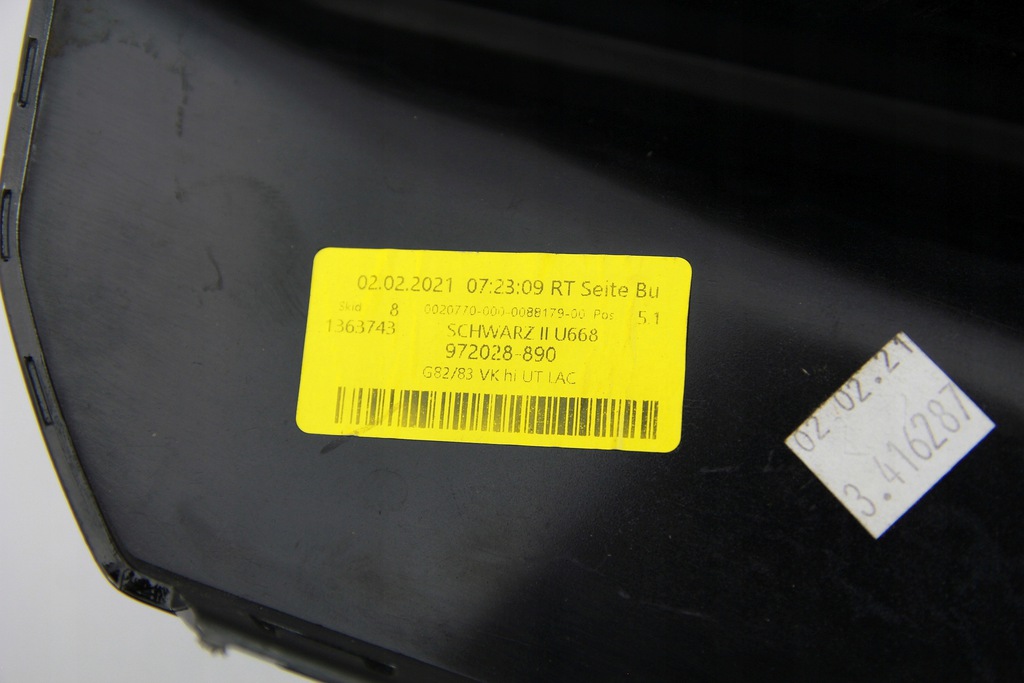 02.02.2021 07:23:09 RT Seite Bu
Skid 8 0020770-000-0088179-00 Pos 5.1
1363743 SCHWARZ II U668
972028-890
G82/83 VK hi UT LAC
02.02.21
3.416287